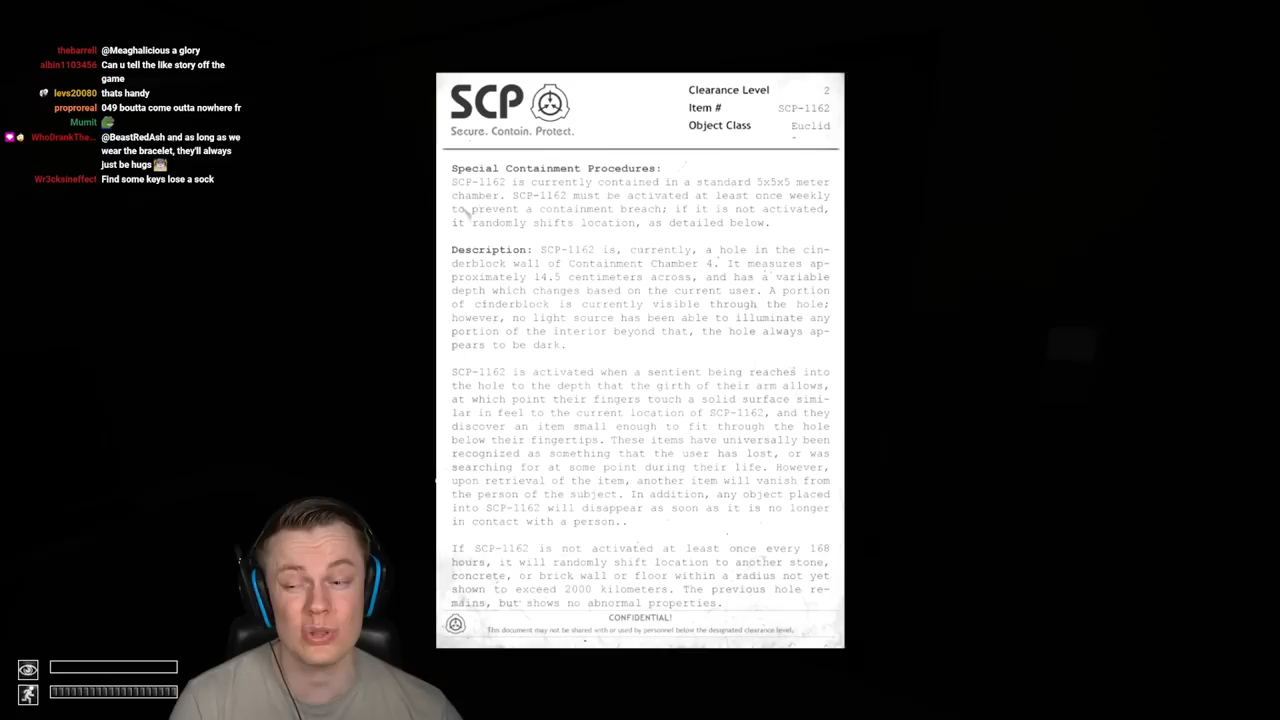 thebarrell @Meaghalicious a glory
albin1103456 Can u tell the like story off the
game
levs20080 thats handy
proproreal 049 boutta come outta nowhere fr
Mumit
WhoDrankThe... @BeastRedAsh and as long as we
wear the bracelet, they'll always
just be hugs
Wr3cksineffect Find some keys lose a sock
SCP
Secure. Contain. Protect.
Clearance Level 2
Item # SCP-1162
Object Class Euclid
Special Containment Procedures:
SCP-1162 is currently contained in a standard 5x5x5 meter
chamber. SCP-1162 must be activated at least once weekly
to prevent a containment breach; if it is not activated,
it randomly shifts location, as detailed below.
Description: SCP-1162 is, currently, a hole in the cin-
derblock wall of Containment Chamber 4. It measures ap-
proximately 14.5 centimeters across, and has a variable
depth which changes based on the current user. A portion
of cinderblock is currently visible through the hole;
however, no light source has been able to illuminate any
portion of the interior beyond that, the hole always ap-
pears to be dark.
SCP-1162 is activated when a sentient being reaches into
the hole to the depth that the girth of their arm allows,
at which point their fingers touch a solid surface simi-
lar in feel to the current location of SCP-1162, and they
discover an item small enough to fit through the hole
below their fingertips. These items have universally been
recognized as something that the user has lost, or was
searching for at some point during their life. However,
upon retrieval of the item, another item will vanish from
the person of the subject. In addition, any object placed
into SCP-1162 will disappear as soon as it is no longer
in contact with a person..
If SCP-1162 is not activated at least once every 168
hours, it will randomly shift location to another stone,
concrete, or brick wall or floor within a radius not yet
shown to exceed 2000 kilometers. The previous hole re-
mains, but shows no abnormal properties.
CONFIDENTIAL!
This document may not be shared with or used by personnel below the designated clearance level.